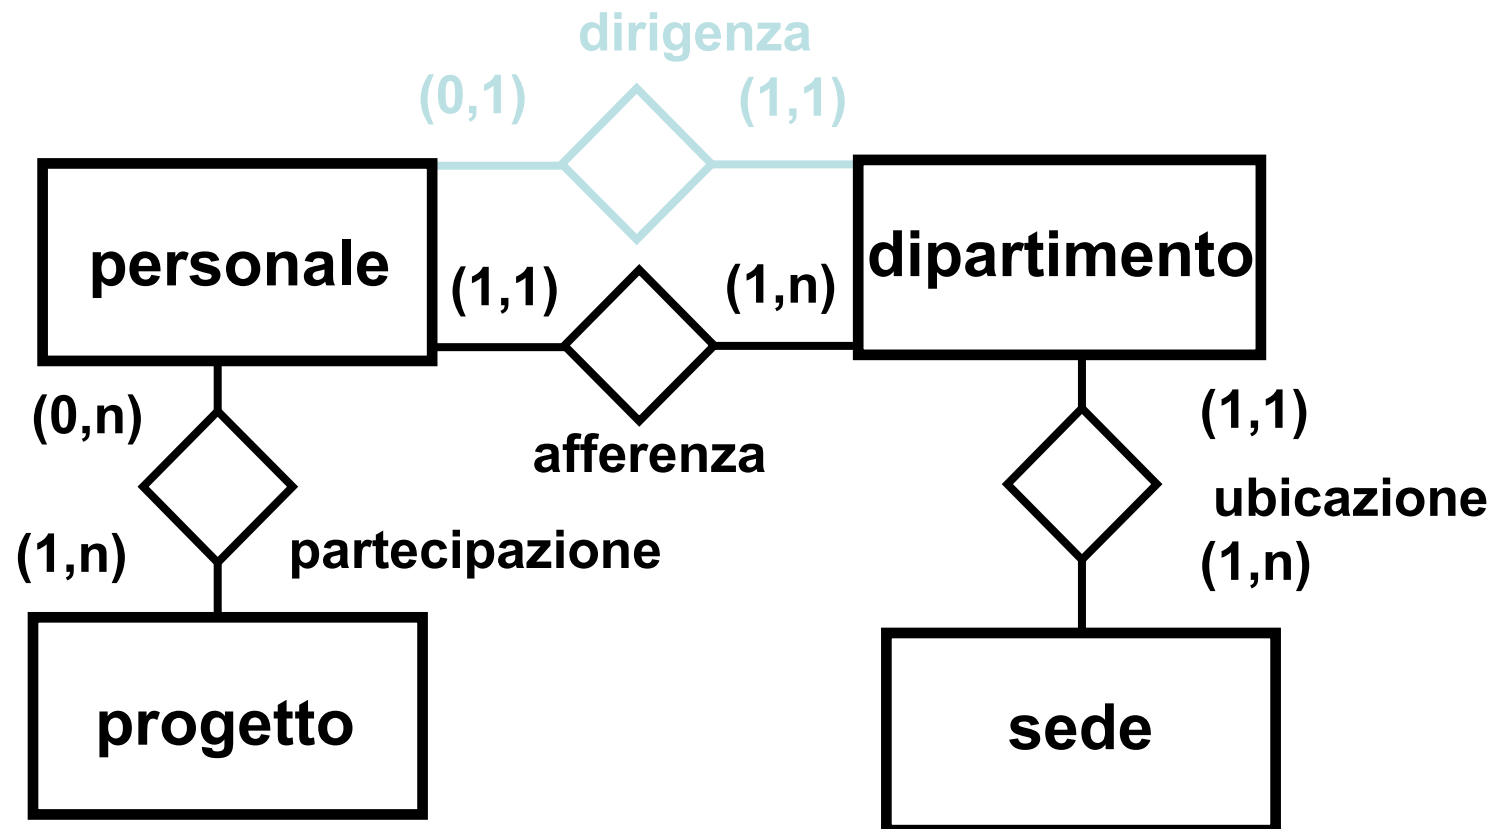 dirigenza
(0,1) (1,1)
personale
dipartimento
(1,1) (1,n)
(0,n)
(1,1)
afferenza
ubicazione
(1,n)
partecipazione
(1,n)
progetto
sede